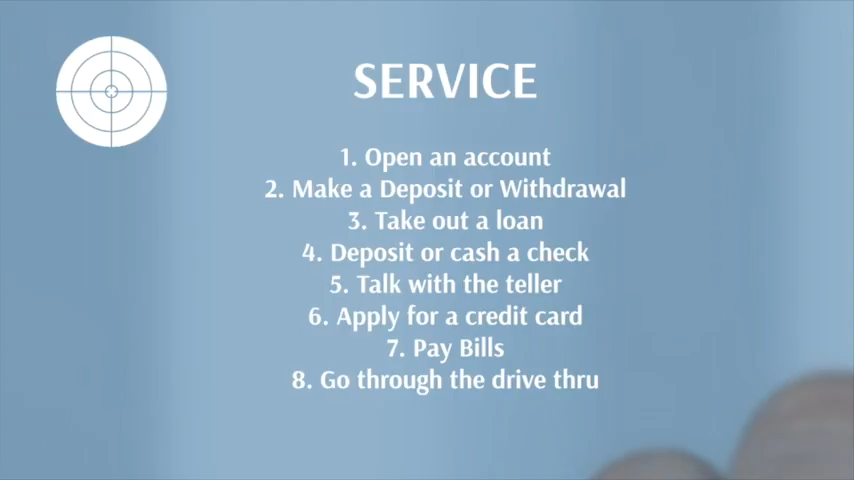 SERVICE
1. Open an account
2. Make a Deposit or Withdrawal
3. Take out a loan
4. Deposit or cash a check
5. Talk with the teller
6. Apply for a credit card
7. Pay Bills
8. Go through the drive thru